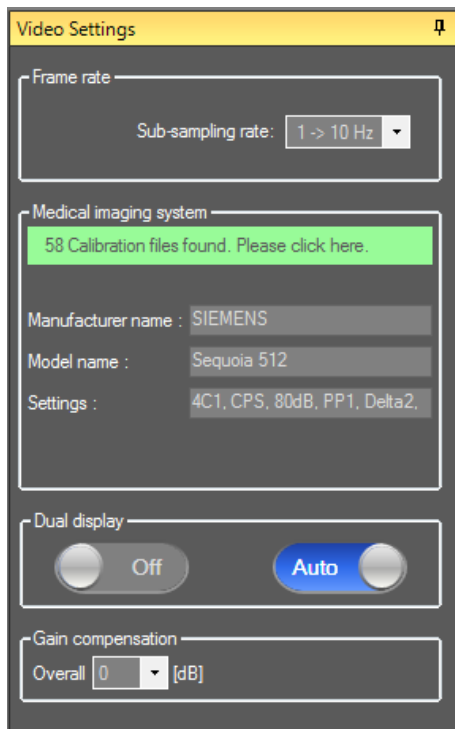 Video Settings
Frame rate
Sub-sampling rate: 1 -> 10 Hz
Medical imaging system
58 Calibration files found. Please click here.
Manufacturer name : SIEMENS
Model name : Sequoia 512
Settings : 4C1, CPS, 80dB, PP1, Delta2,
Dual display
Off Auto
Gain compensation
Overall 0 [dB]